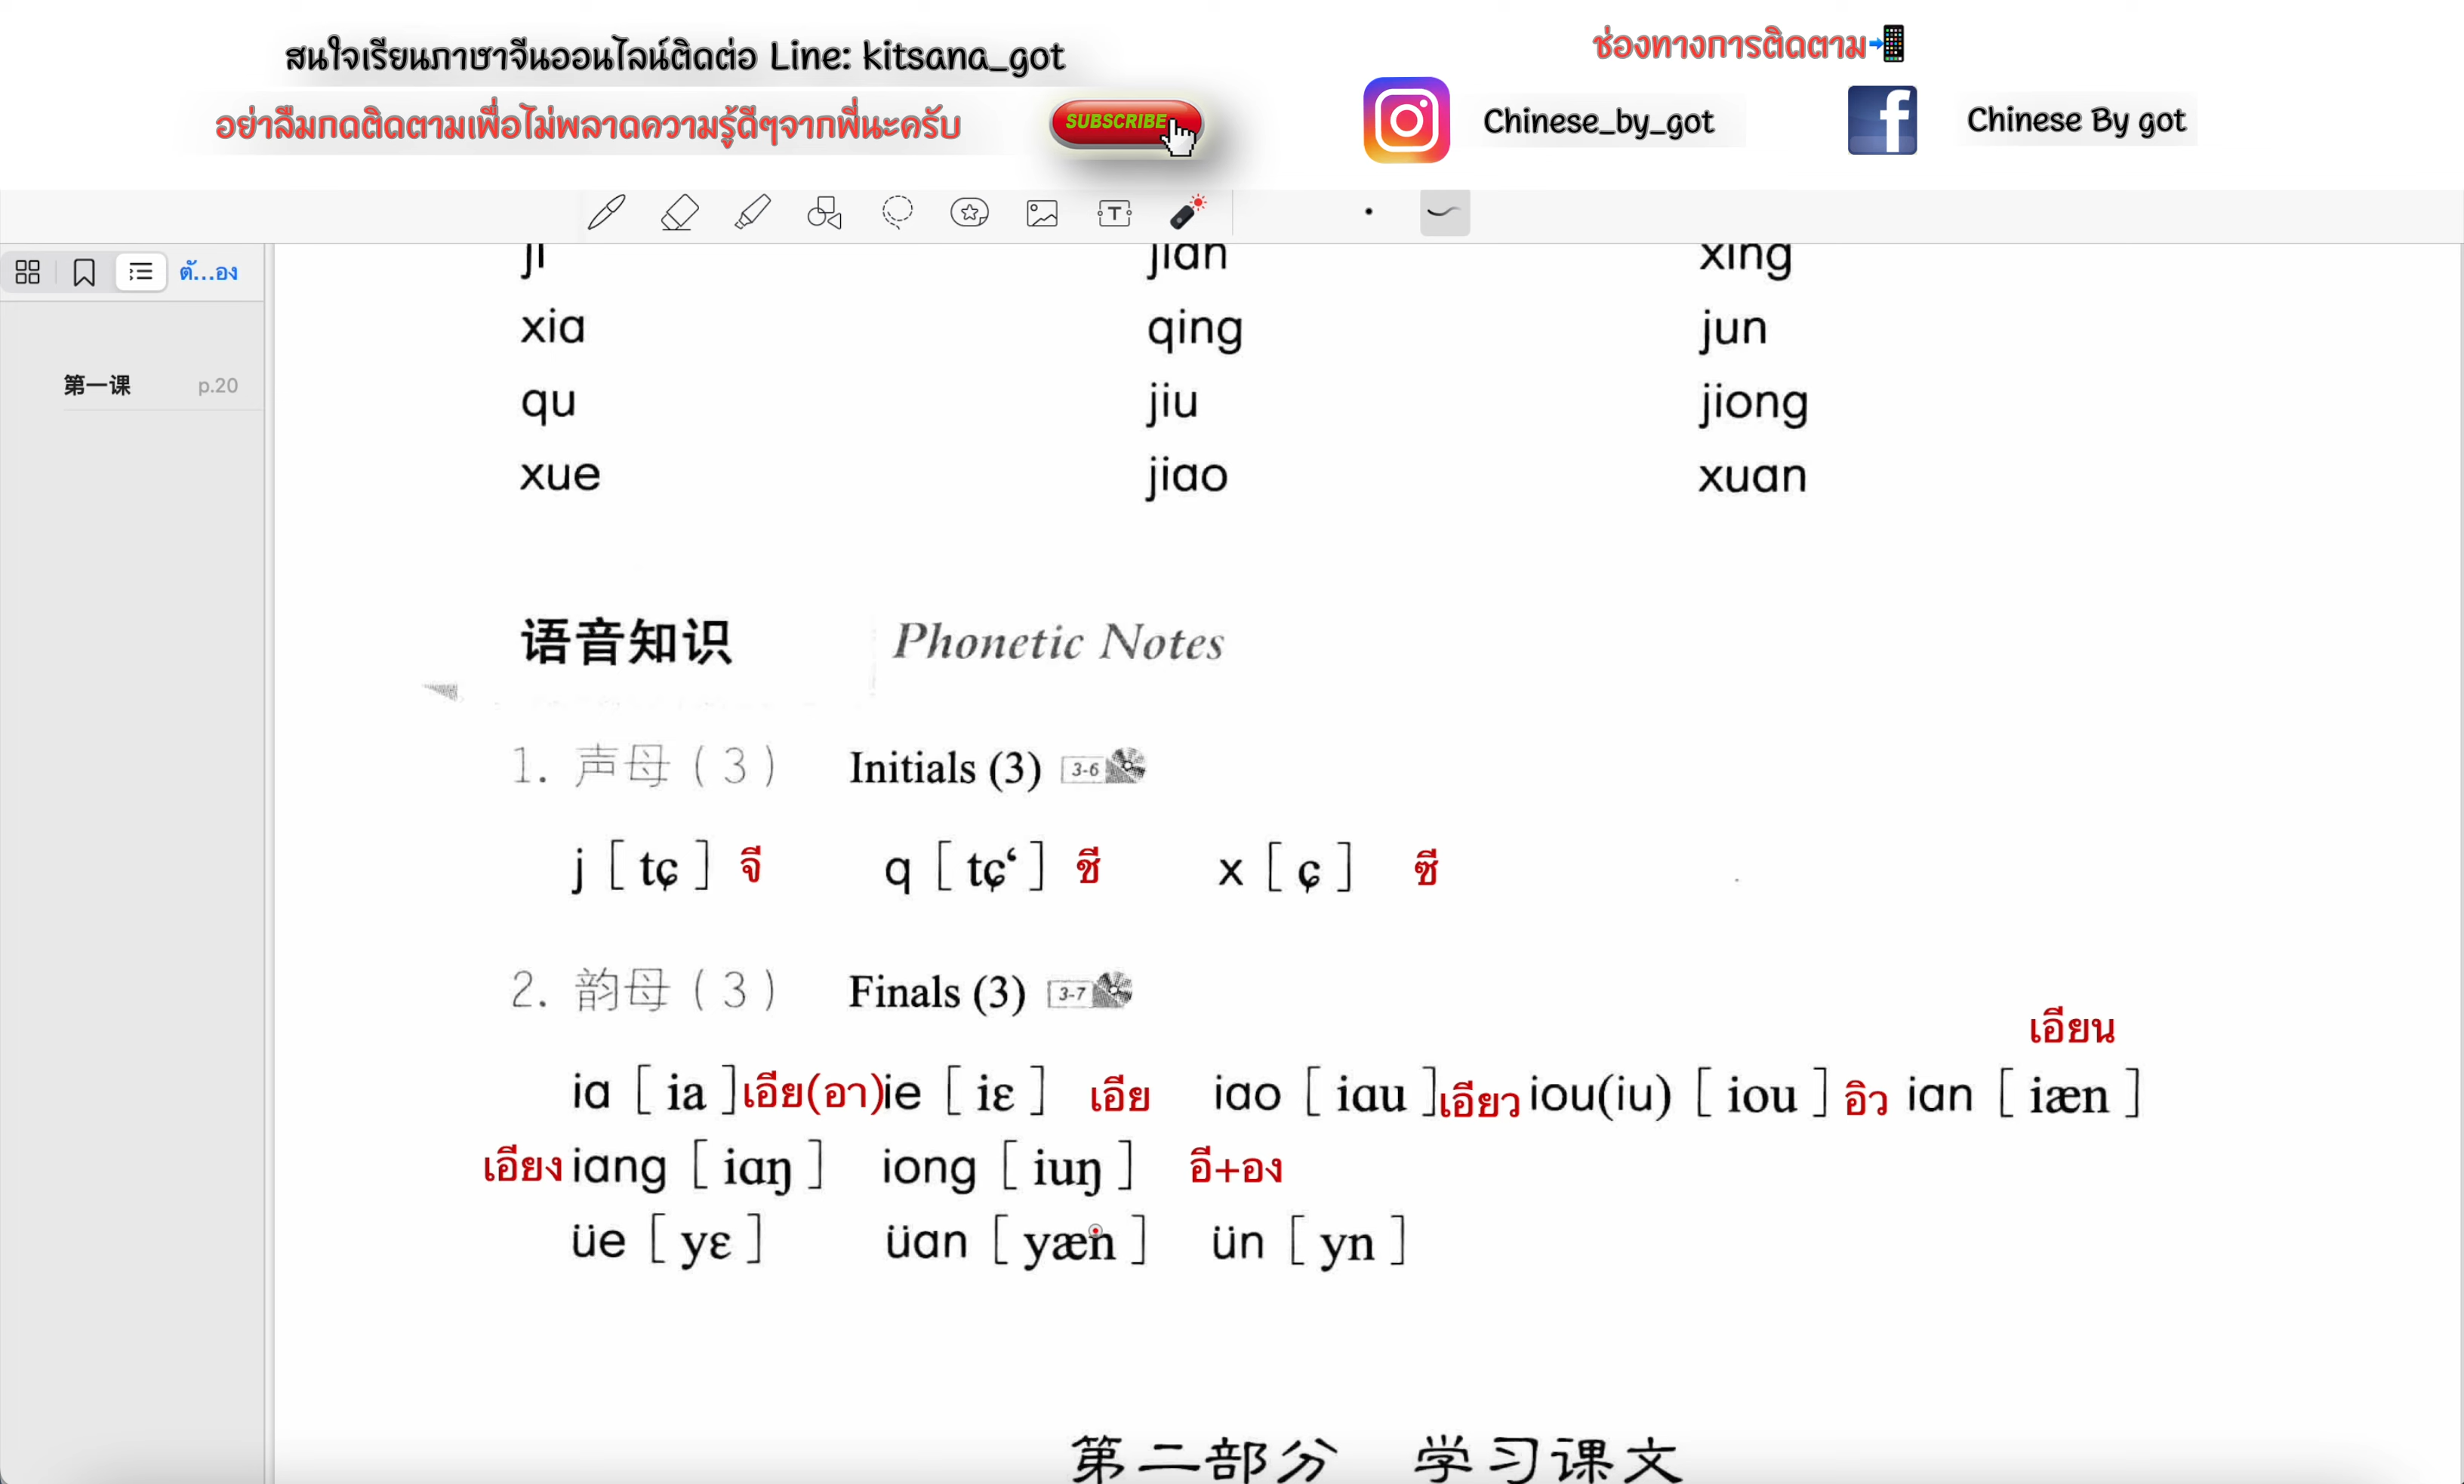 สนใจเรียนภาษาจีนออนไลน์ติดต่อ Line: kitsana_got
ช่องทางการติดตาม
อย่าลืมกดติดตามเพื่อไม่พลาดความรู้ดีๆจากพี่นะครับ SUBSCRIBE Chinese_by_got Chinese By got
ตั...อง
ji jian xing
xia qing jun
第一课 p.20
qu jiu jiong
xue jiao xuan
语音知识 Phonetic Notes
1. 声母 ( 3 ) Initials (3) 3-6
j [ tɕ ] จี q [ tɕ‘ ] ชี x [ ɕ ] ซี
2. 韵母 ( 3 ) Finals (3) 3-7
เอียน
ia [ ia ] เอีย(อา) ie [ iɛ ] เอีย iao [ iɑu ] เอียว iou(iu) [ iou ] อิว ian [ iæn ]
เอียง iang [ iɑŋ ] iong [ iuŋ ] อี+อง
üe [ yɛ ] üan [ yæn ] ün [ yn ]
第二部分 学习课文